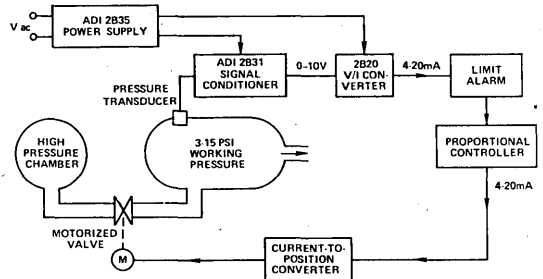 V ac
ADI 2B35
POWER SUPPLY
ADI 2B31
SIGNAL
CONDITIONER
0~10V
2B20
V/I CON-
VERTER
4-20mA
LIMIT
ALARM
PRESSURE
TRANSDUCER
HIGH
PRESSURE
CHAMBER
3-15 PSI
WORKING
PRESSURE
PROPORTIONAL
CONTROLLER
4-20mA
MOTORIZED
VALVE
M
CURRENT-TO-
POSITION
CONVERTER